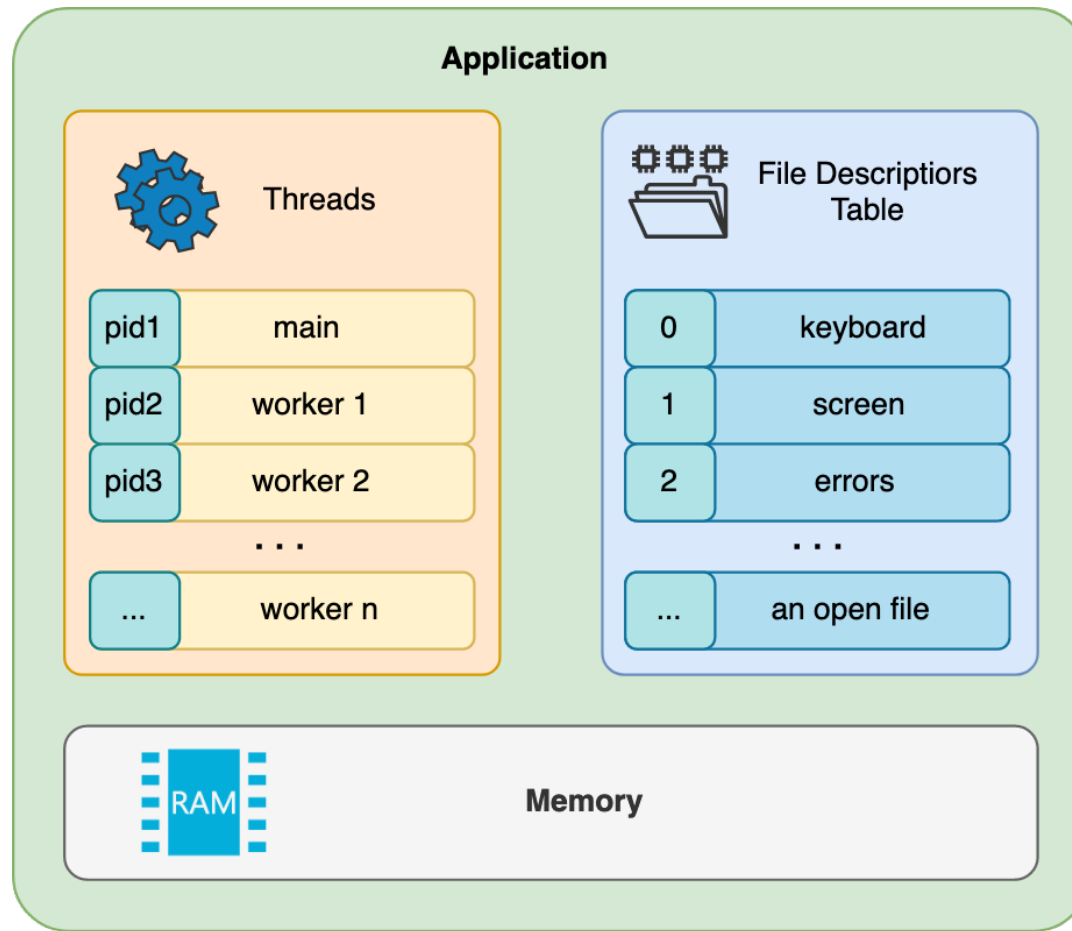 Application
Threads
pid1 main
pid2 worker 1
pid3 worker 2
. . .
... worker n
File Descriptiors
Table
0 keyboard
1 screen
2 errors
. . .
... an open file
RAM
Memory